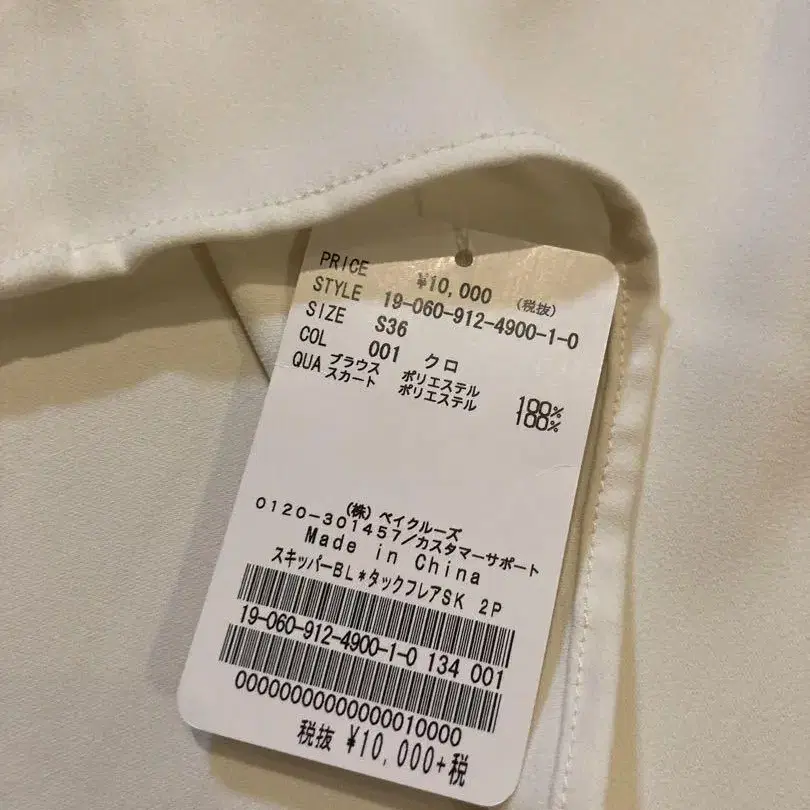 PRICE ¥10,000 (税抜)
STYLE 19-060-912-4900-1-0
SIZE S36
COL 001 クロ
QUA ブラウス ポリエステル 100%
スカート ポリエステル 100%
(株) ベイクルーズ
0120-301457/カスタマーサポート
Made in China
スキッパーBL*タックフレアSK 2P
19-060-912-4900-1-0 134 001
0000000000000000010000
税抜 ¥10,000+税